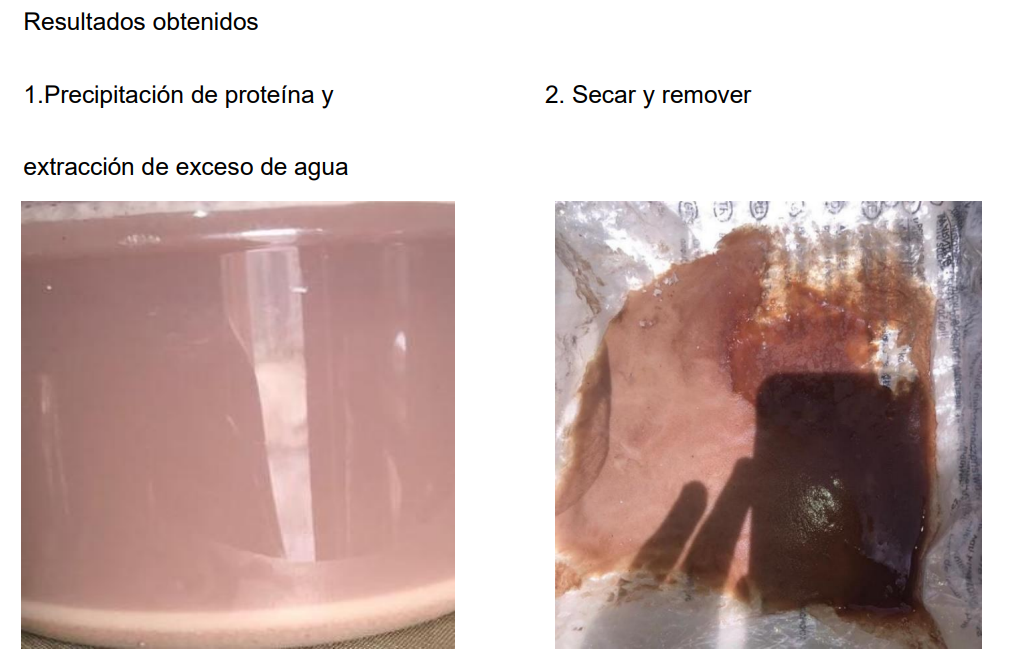 Resultados obtenidos
1.Precipitación de proteína y
extracción de exceso de agua
2. Secar y remover